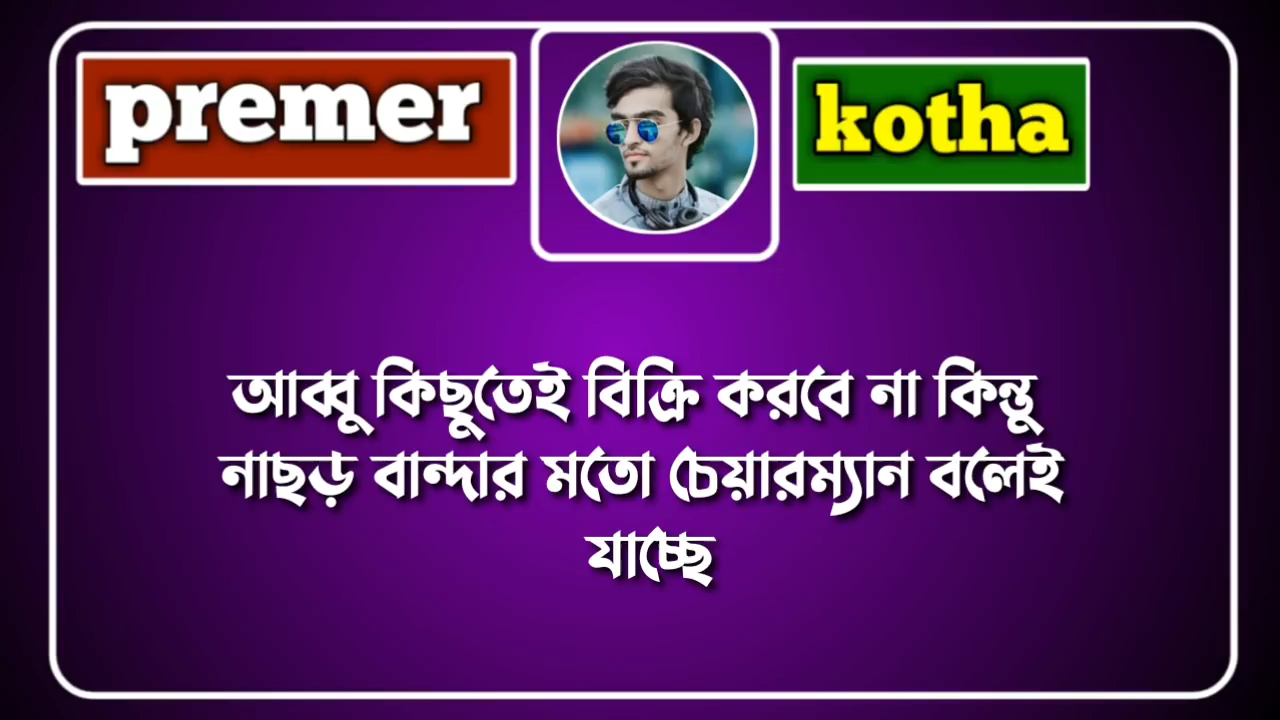 premer
kotha
আব্বু কিছুতেই বিক্রি করবে না কিন্তু
নাছড় বান্দার মতো চেয়ারম্যান বলেই
যাচ্ছে